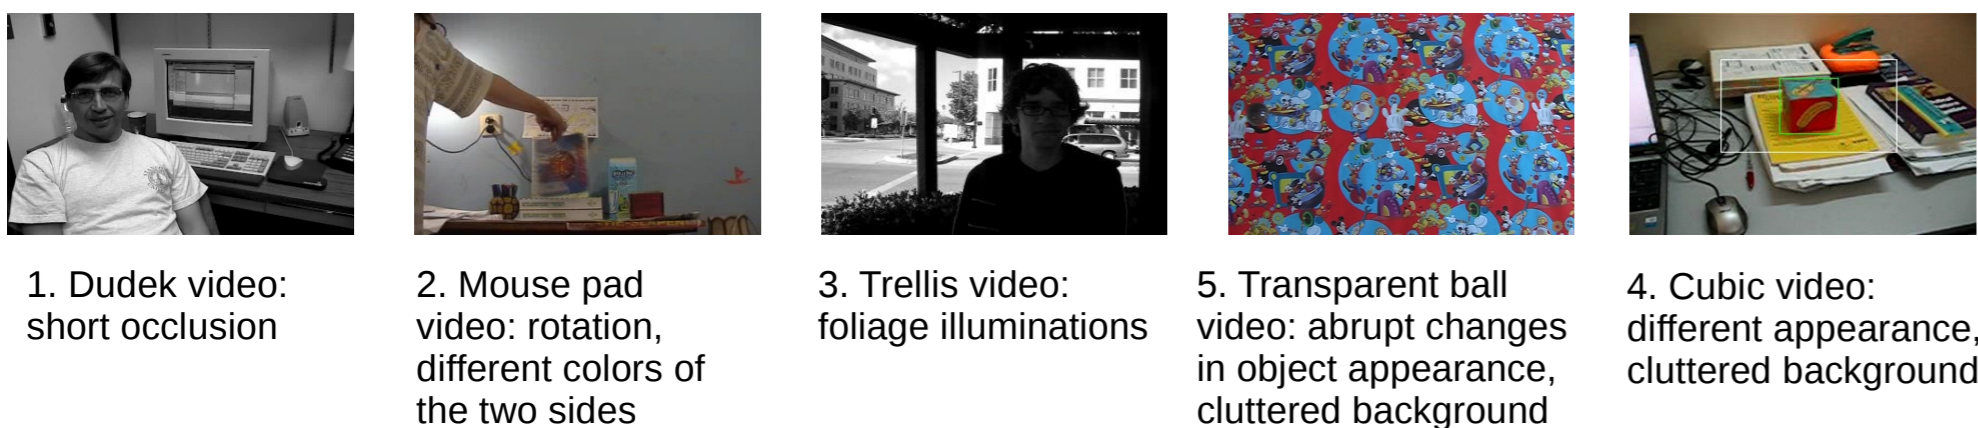 1. Dudek video:
short occlusion
2. Mouse pad
video: rotation,
different colors of
the two sides
3. Trellis video:
foliage illuminations
5. Transparent ball
video: abrupt changes
in object appearance,
cluttered background
4. Cubic video:
different appearance,
cluttered background